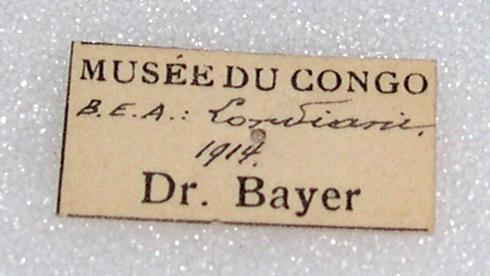 MUSÉE DU CONGO
B.E.A.: Londiani.
1914.
Dr. Bayer